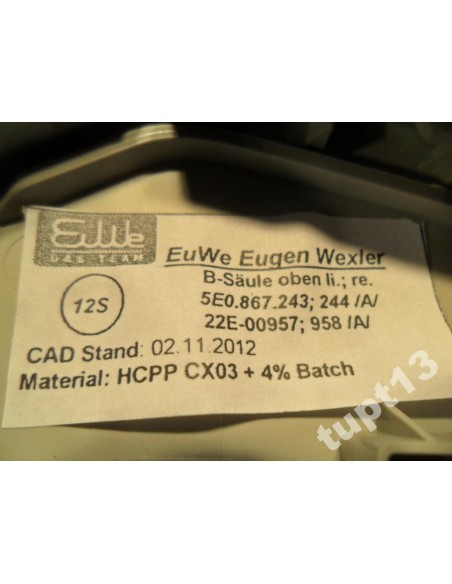 EuWe
DAS TEAM
EuWe Eugen Wexler
B-Säule oben li.; re.
12S
5E0.867.243; 244 /A/
22E-00957; 958 /A/
CAD Stand: 02.11.2012
Material: HCPP CX03 + 4% Batch
tupt13